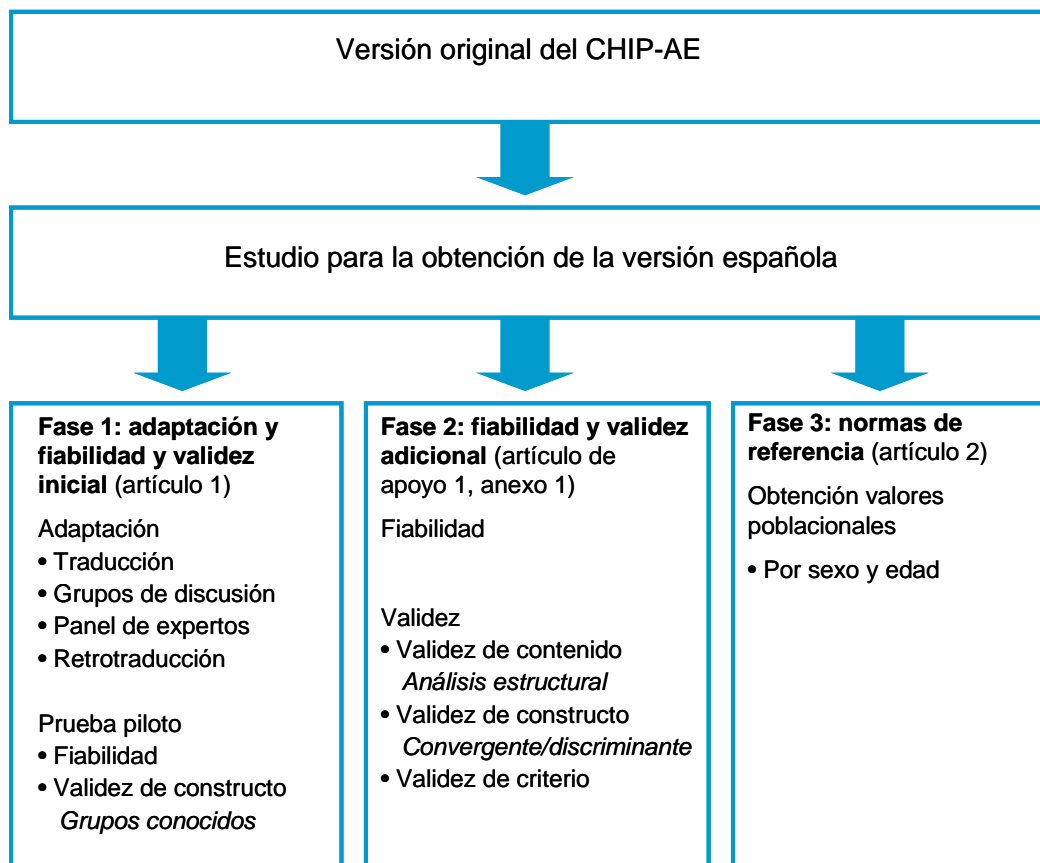 Versión original del CHIP-AE
Estudio para la obtención de la versión española
Fase 1: adaptación y
fiabilidad y validez
inicial (artículo 1)
Adaptación
• Traducción
• Grupos de discusión
• Panel de expertos
• Retrotraducción
Prueba piloto
• Fiabilidad
• Validez de constructo
Grupos conocidos
Fase 2: fiabilidad y validez
adicional (artículo de
apoyo 1, anexo 1)
Fiabilidad
Validez
• Validez de contenido
Análisis estructural
• Validez de constructo
Convergente/discriminante
• Validez de criterio
Fase 3: normas de
referencia (artículo 2)
Obtención valores
poblacionales
• Por sexo y edad